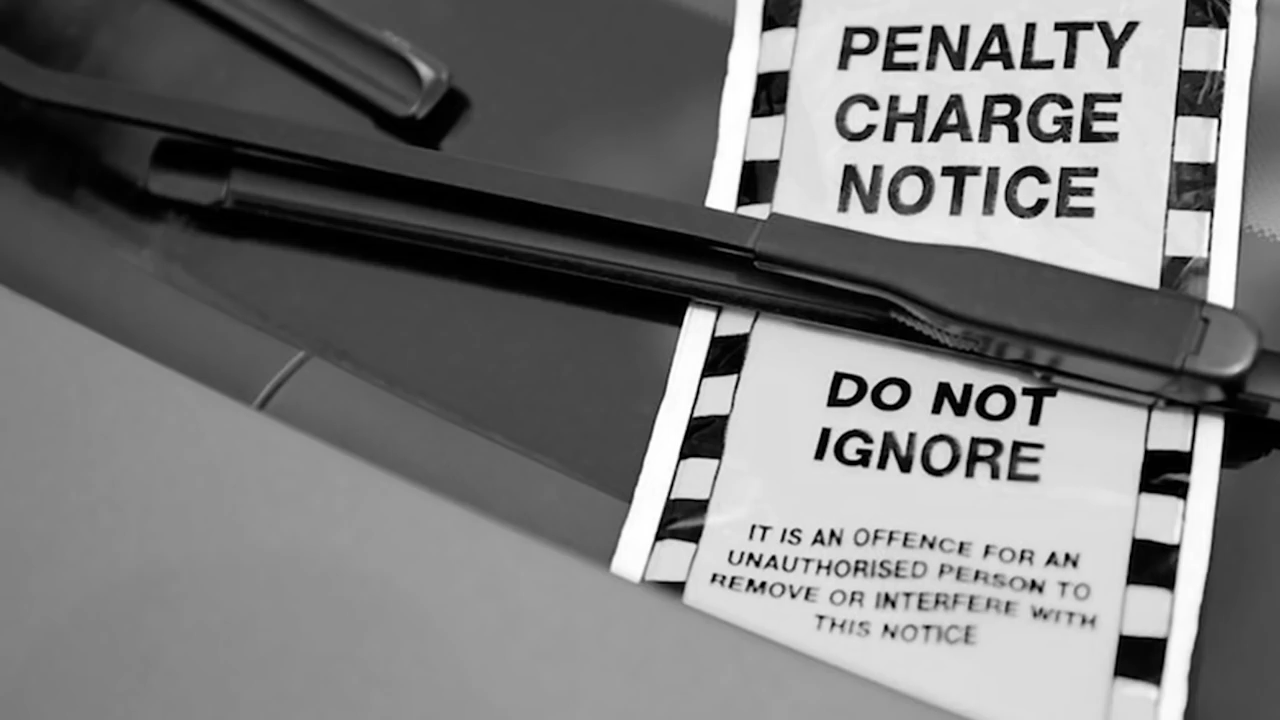 PENALTY
CHARGE
NOTICE
DO NOT
IGNORE
IT IS AN OFFENCE FOR AN
UNAUTHORISED PERSON TO
REMOVE OR INTERFERE WITH
THIS NOTICE